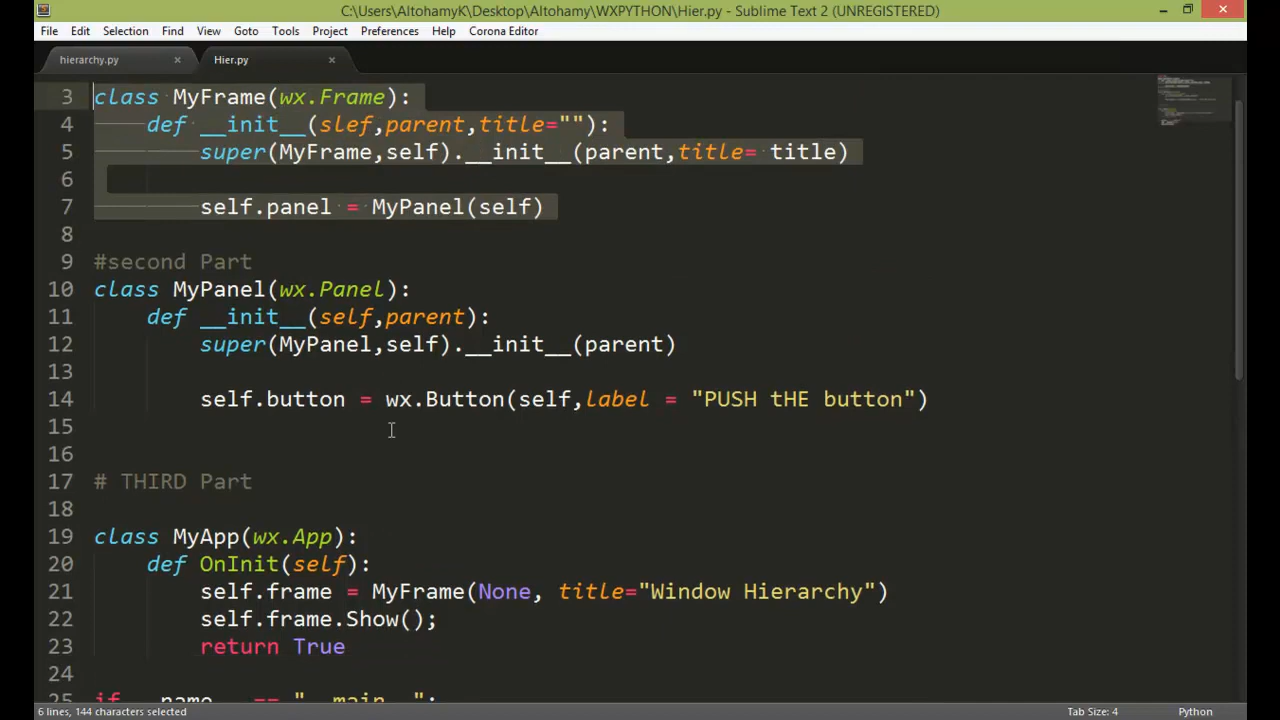 C:\Users\AltohamyK\Desktop\Altohamy\WXPYTHON\Hier.py - Sublime Text 2 (UNREGISTERED)
File Edit Selection Find View Goto Tools Project Preferences Help Corona Editor
hierarchy.py × Hier.py ×
3 class MyFrame(wx.Frame):
4 def __init__(slef,parent,title=""):
5 super(MyFrame,self).__init__(parent,title= title)
6
7 self.panel = MyPanel(self)
8
9 #second Part
10 class MyPanel(wx.Panel):
11 def __init__(self,parent):
12 super(MyPanel,self).__init__(parent)
13
14 self.button = wx.Button(self,label = "PUSH tHE button")
15
16
17 # THIRD Part
18
19 class MyApp(wx.App):
20 def OnInit(self):
21 self.frame = MyFrame(None, title="Window Hierarchy")
22 self.frame.Show();
23 return True
24
25 if __name__ == "__main__":
6 lines, 144 characters selected Tab Size: 4 Python